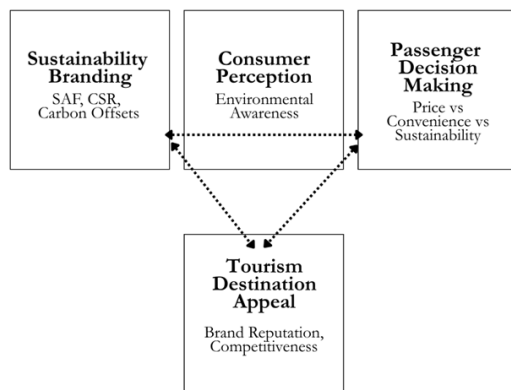 Sustainability
Branding
SAF, CSR,
Carbon Offsets
Consumer
Perception
Environmental
Awareness
Passenger
Decision
Making
Price vs
Convenience vs
Sustainability
Tourism
Destination
Appeal
Brand Reputation,
Competitiveness